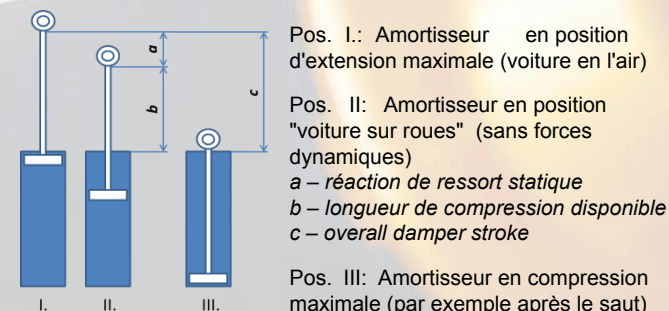 a
b
c
I.
II.
III.
Pos. I.: Amortisseur en position
d'extension maximale (voiture en l'air)
Pos. II: Amortisseur en position
"voiture sur roues" (sans forces
dynamiques)
a – réaction de ressort statique
b – longueur de compression disponible
c – overall damper stroke
Pos. III: Amortisseur en compression
maximale (par exemple après le saut)